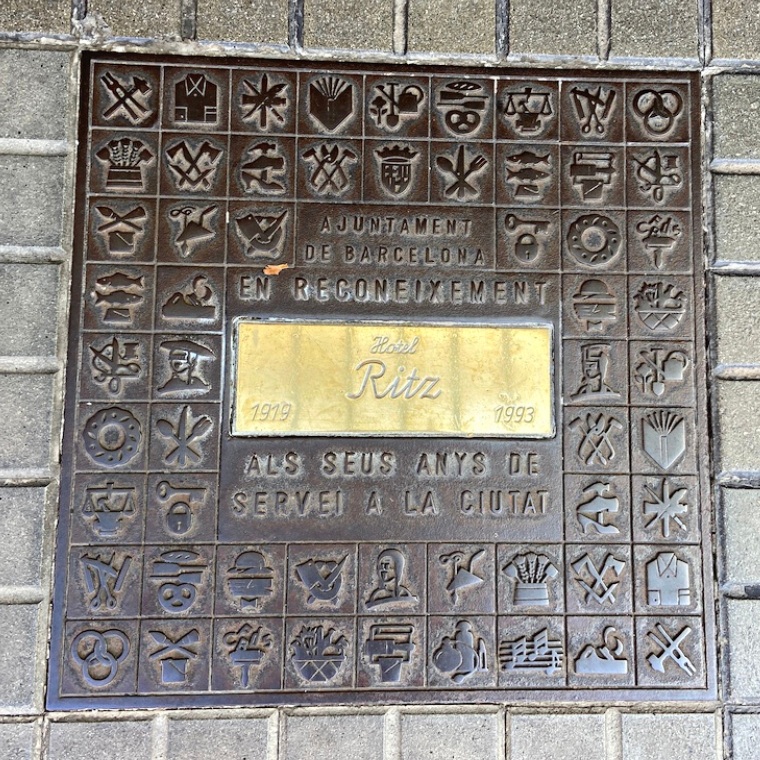 AJUNTAMENT
DE BARCELONA
EN RECONEIXEMENT
Hotel
Ritz
1919 1993
ALS SEUS ANYS DE
SERVEI A LA CIUTAT